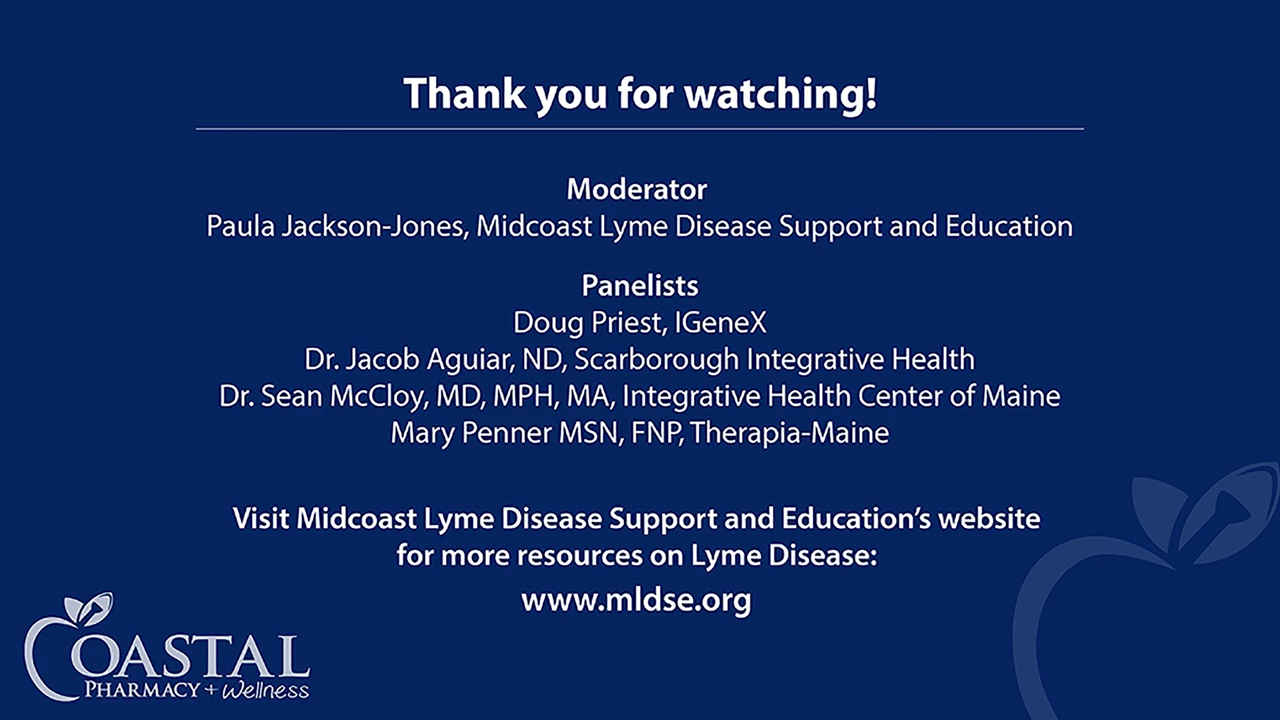 Thank you for watching!
Moderator
Paula Jackson-Jones, Midcoast Lyme Disease Support and Education
Panelists
Doug Priest, IGeneX
Dr. Jacob Aguiar, ND, Scarborough Integrative Health
Dr. Sean McCloy, MD, MPH, MA, Integrative Health Center of Maine
Mary Penner MSN, FNP, Therapia-Maine
Visit Midcoast Lyme Disease Support and Education’s website
for more resources on Lyme Disease:
www.mldse.org
COASTAL
PHARMACY + Wellness